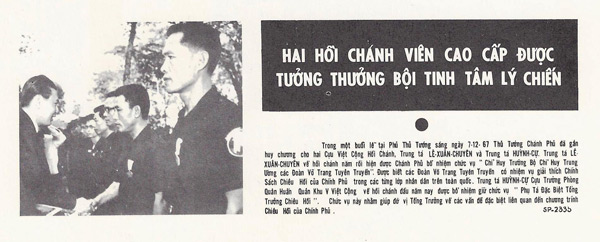 HAI HỒI CHÁNH VIÊN CAO CẤP ĐƯỢC
TƯỞNG THƯỞNG BỘI TINH TÂM LÝ CHIẾN
Trong một buổi lễ tại Phủ Thủ Tướng sáng ngày 7-12-67 Thủ Tướng Chánh Phủ đã gắn
huy chương cho hai Cựu Việt Cộng Hồi Chánh, Trung tá LÊ-XUÂN-CHUYÊN và Trung tá HUỲNH-CỰ. Trung tá LÊ
XUÂN-CHUYÊN về hồi chánh năm rồi hiện được Chánh Phủ bổ nhiệm chức vụ " Chỉ Huy Trưởng Bộ Chỉ Huy Trung
Ương các Đoàn Võ Trang Tuyên Truyền". Được biết các Đoàn Võ Trang Tuyên Truyền có nhiệm vụ giải thích Chính
Sách Chiêu Hồi của Chính Phủ trong các từng lớp nhân dân trên toàn quốc. Trung tá HUỲNH-CỰ Cựu Trưởng Phòng
Quân Huấn Quân Khu V Việt Cộng về hồi chánh đầu năm nay được bổ nhiệm giữ chức vụ " Phụ Tá Đặc Biệt Tổng
Trưởng Chiêu Hồi ". Chức vụ này nhằm giúp đỡ vị Tổng Trưởng về các vấn đề đặc biệt liên quan đến chương trình
Chiêu Hồi của Chính Phủ .
SP-2336